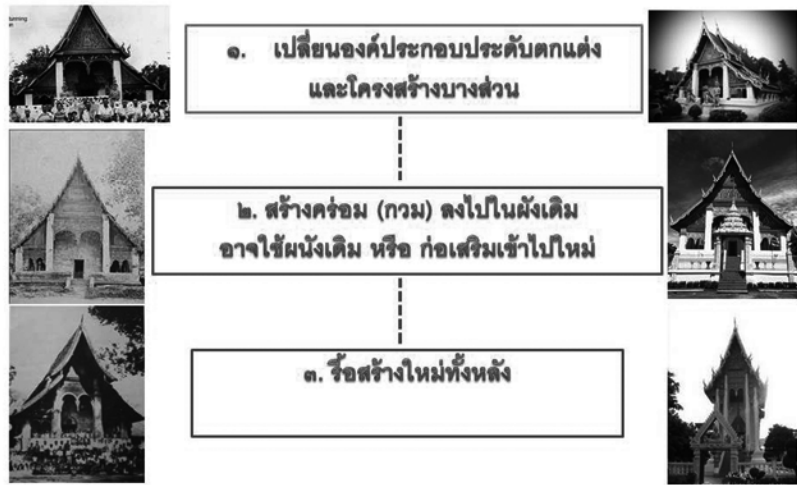 ๑. เปลี่ยนองค์ประกอบประดับตกแต่ง
และโครงสร้างบางส่วน
๒. สร้างคร่อม (กวม) ลงไปในผังเดิม
อาจใช้ผนังเดิม หรือ ก่อเสริมเข้าไปใหม่
๓. รื้อสร้างใหม่ทั้งหลัง